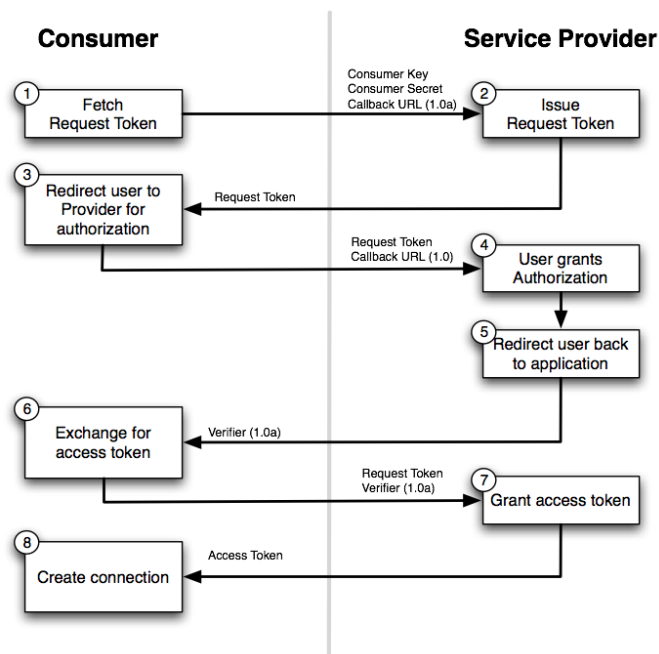 Consumer
Service Provider
1
Fetch
Request Token
Consumer Key
Consumer Secret
Callback URL (1.0a)
2
Issue
Request Token
3
Redirect user to
Provider for
authorization
Request Token
Request Token
Callback URL (1.0)
4
User grants
Authorization
5
Redirect user back
to application
6
Exchange for
access token
Verifier (1.0a)
Request Token
Verifier (1.0a)
7
Grant access token
8
Create connection
Access Token